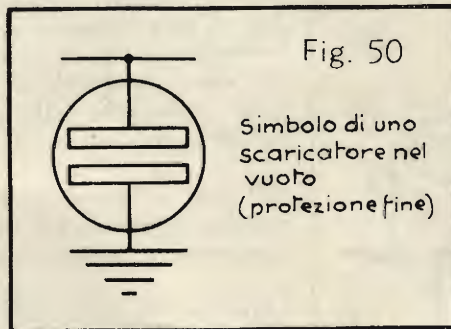 Fig. 50
Simbolo di uno
scaricatore nel
vuoto
(protezione fine)